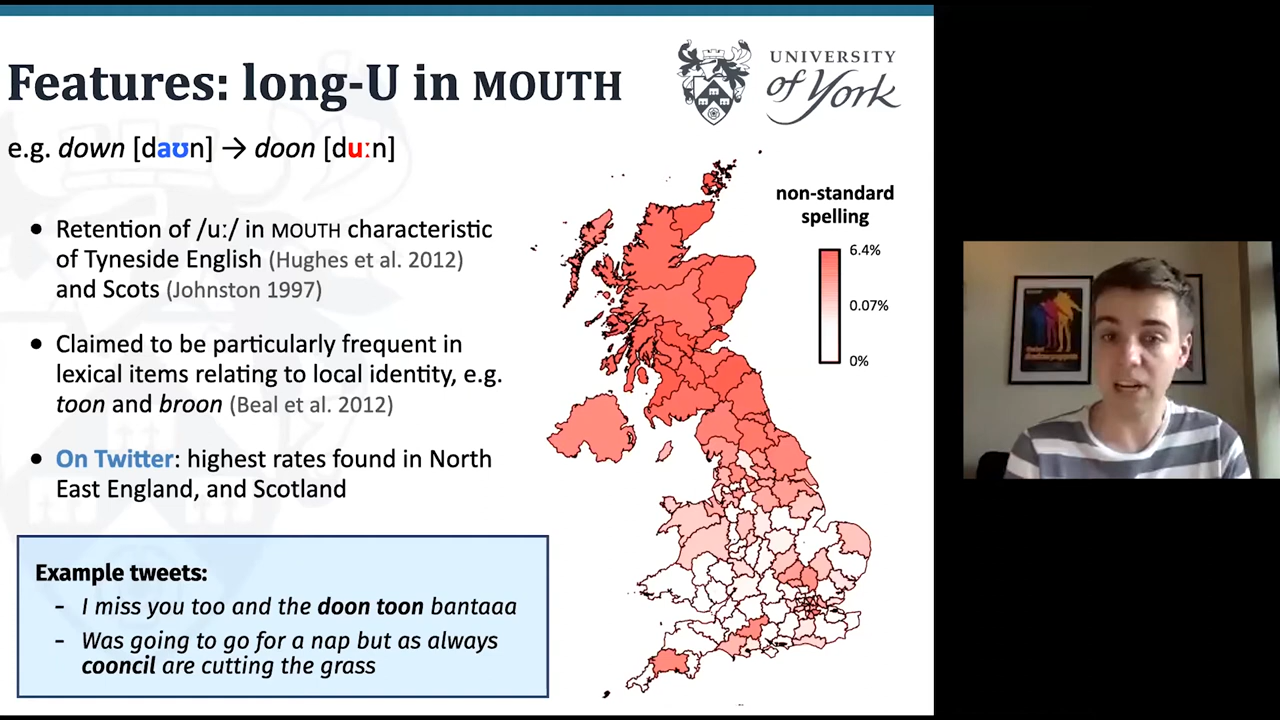 Features: long-U in MOUTH
UNIVERSITY
of York
e.g. down [daʊn] → doon [duːn]
● Retention of /uː/ in MOUTH characteristic
of Tyneside English (Hughes et al. 2012)
and Scots (Johnston 1997)
● Claimed to be particularly frequent in
lexical items relating to local identity, e.g.
toon and broon (Beal et al. 2012)
● On Twitter: highest rates found in North
East England, and Scotland
non-standard
spelling
6.4%
0.07%
0%
Example tweets:
- I miss you too and the doon toon bantaaa
- Was going to go for a nap but as always
cooncil are cutting the grass